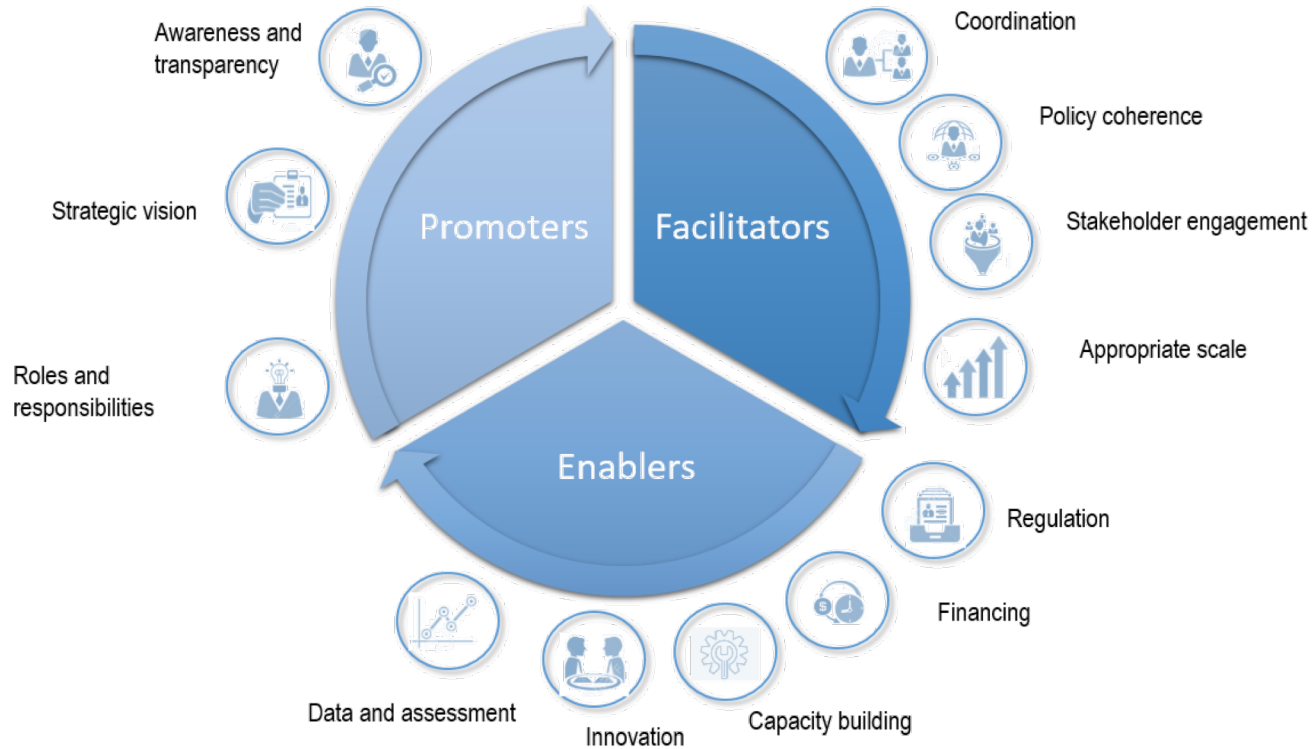 Awareness and
transparency
Strategic vision
Roles and
responsibilities
Promoters
Facilitators
Enablers
Coordination
Policy coherence
Stakeholder engagement
Appropriate scale
Regulation
Financing
Capacity building
Innovation
Data and assessment